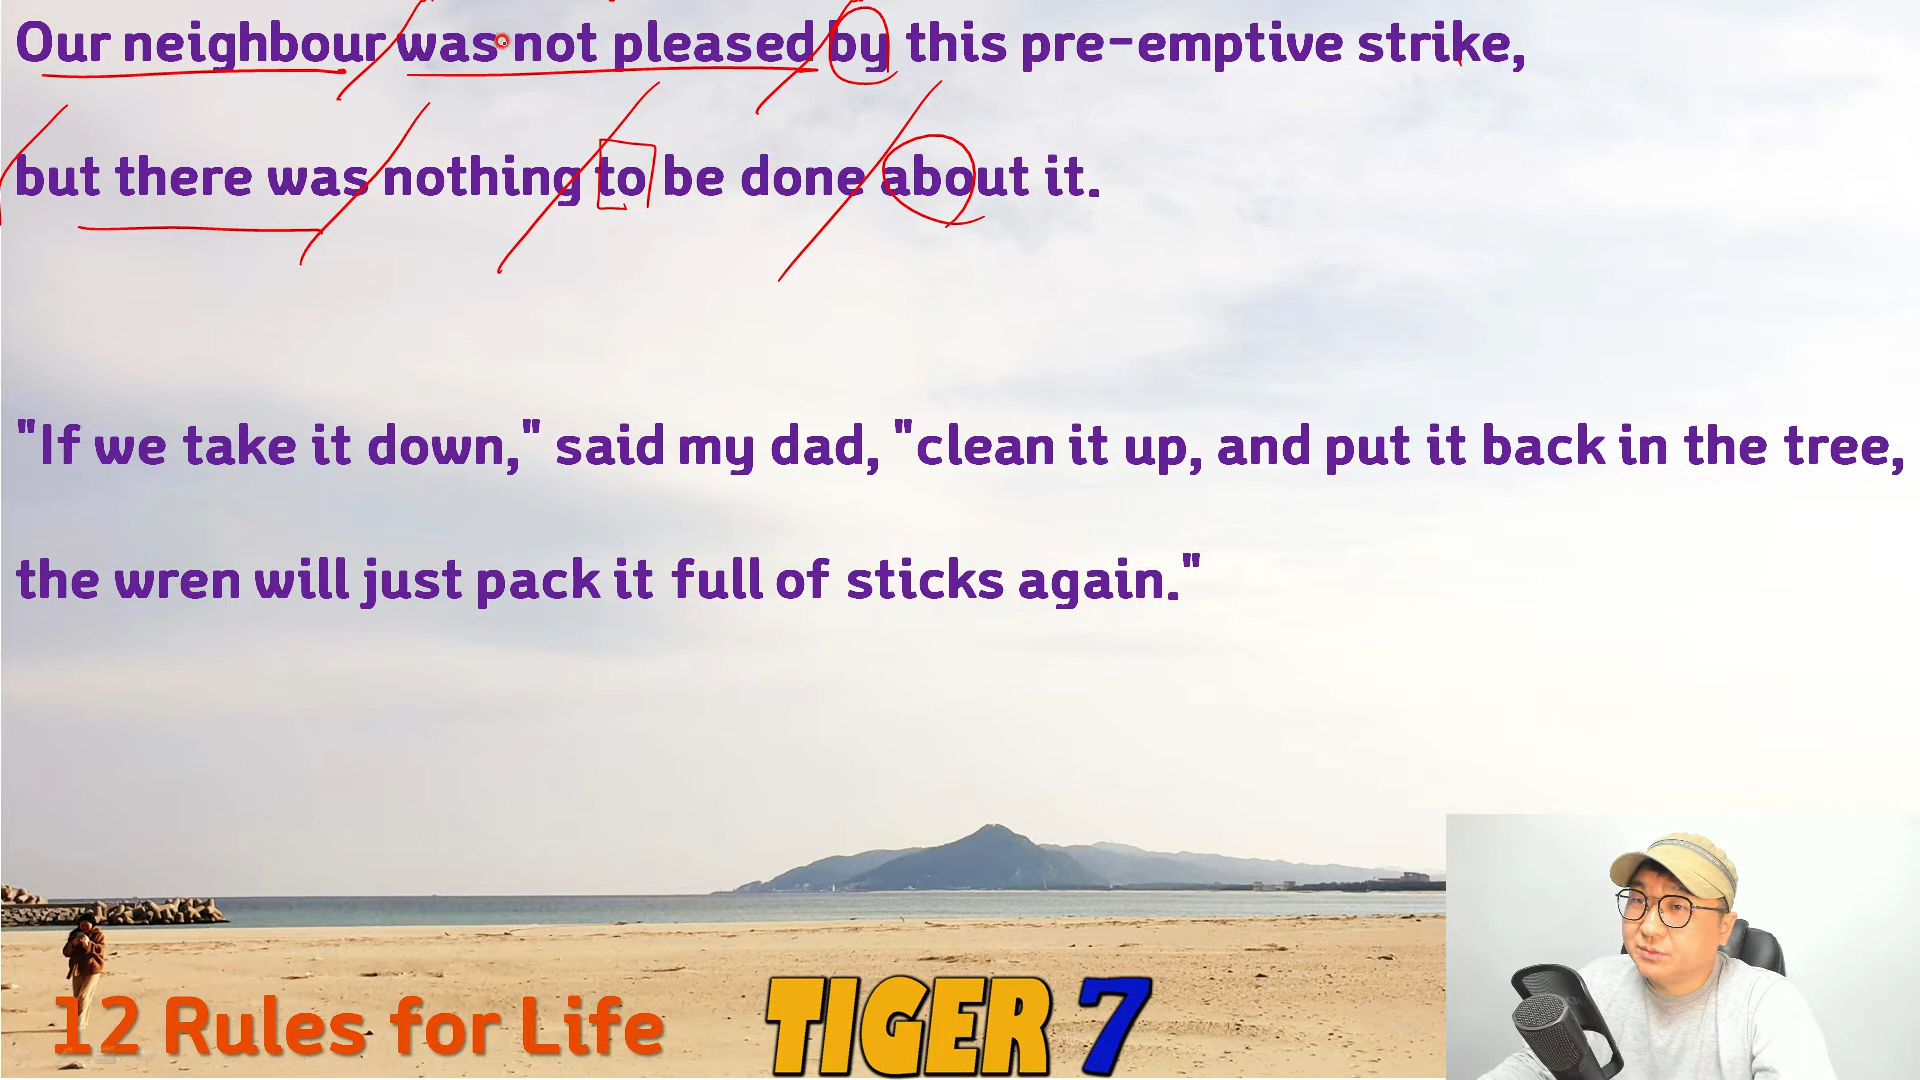 Our neighbour was not pleased by this pre-emptive strike,
but there was nothing to be done about it.
"If we take it down," said my dad, "clean it up, and put it back in the tree,
the wren will just pack it full of sticks again."
12 Rules for Life
TIGER 7